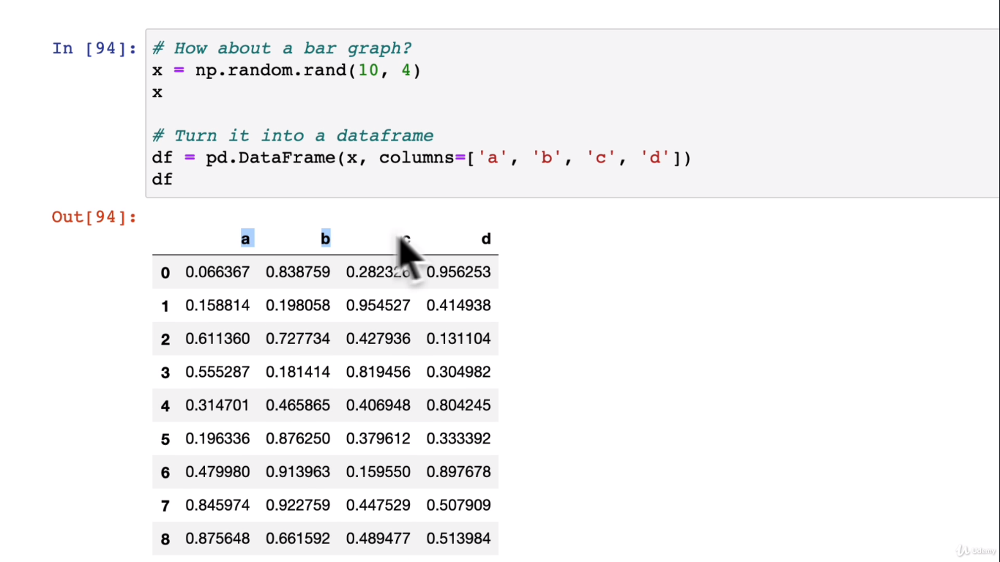 In [94]: # How about a bar graph?
x = np.random.rand(10, 4)
x
# Turn it into a dataframe
df = pd.DataFrame(x, columns=['a', 'b', 'c', 'd'])
df
Out[94]:
a b c d
0 0.066367 0.838759 0.282326 0.956253
1 0.158814 0.198058 0.954527 0.414938
2 0.611360 0.727734 0.427936 0.131104
3 0.555287 0.181414 0.819456 0.304982
4 0.314701 0.465865 0.406948 0.804245
5 0.196336 0.876250 0.379612 0.333392
6 0.479980 0.913963 0.159550 0.897678
7 0.845974 0.922759 0.447529 0.507909
8 0.875648 0.661592 0.489477 0.513984
Udemy